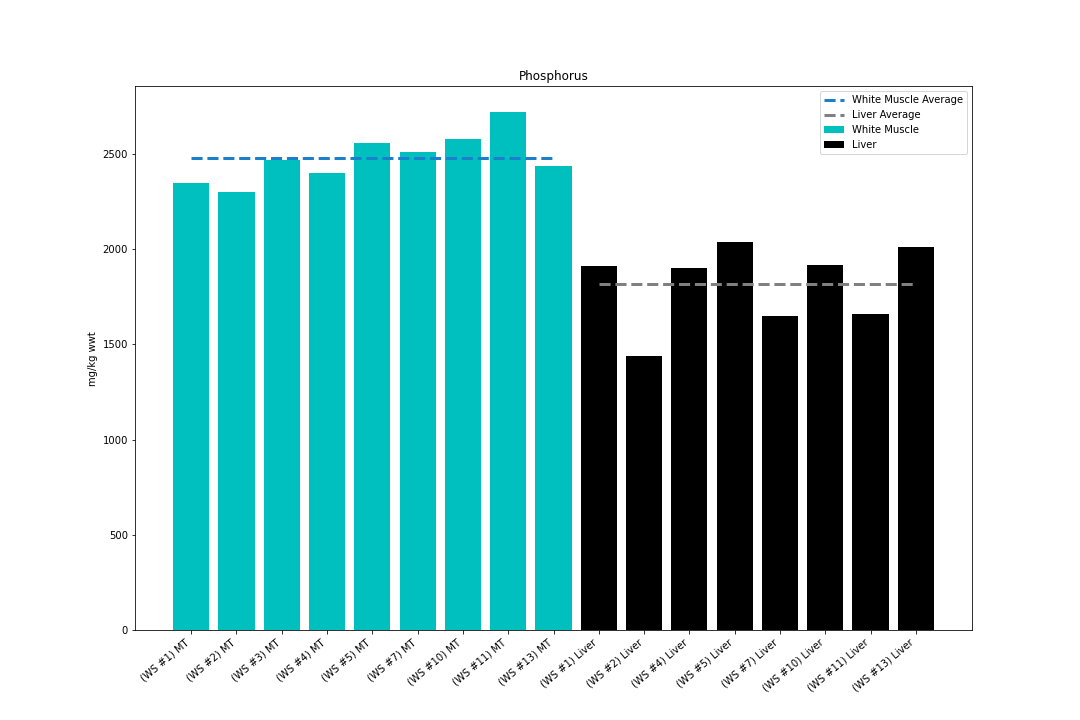 Phosphorus
White Muscle Average
Liver Average
White Muscle
Liver
mg/kg wwt
2500
2000
1500
1000
500
0
(WS #1) MT
(WS #2) MT
(WS #3) MT
(WS #4) MT
(WS #5) MT
(WS #7) MT
(WS #10) MT
(WS #11) MT
(WS #13) MT
(WS #1) Liver
(WS #2) Liver
(WS #4) Liver
(WS #5) Liver
(WS #7) Liver
(WS #10) Liver
(WS #11) Liver
(WS #13) Liver